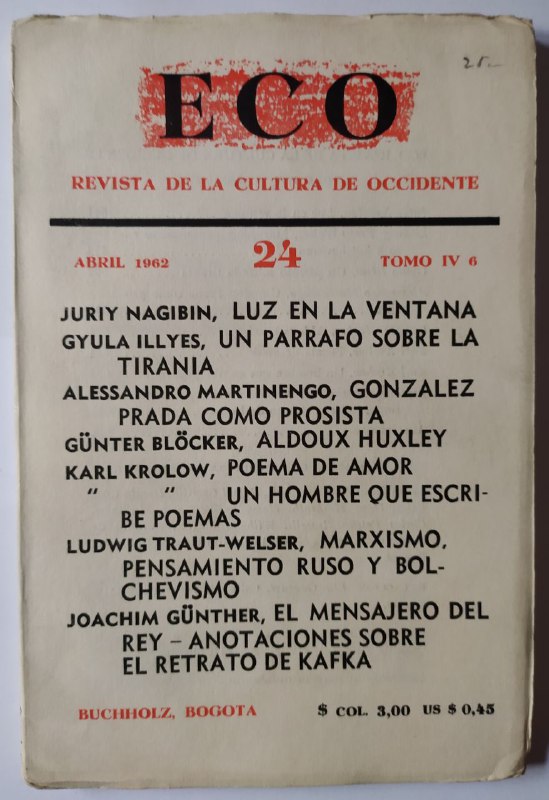 25.-
ECO
REVISTA DE LA CULTURA DE OCCIDENTE
ABRIL 1962 24 TOMO IV 6
JURIY NAGIBIN, LUZ EN LA VENTANA
GYULA ILLYES, UN PARRAFO SOBRE LA
TIRANIA
ALESSANDRO MARTINENGO, GONZALEZ
PRADA COMO PROSISTA
GÜNTER BLÖCKER, ALDOUX HUXLEY
KARL KROLOW, POEMA DE AMOR
" " UN HOMBRE QUE ESCRI-
BE POEMAS
LUDWIG TRAUT-WELSER, MARXISMO,
PENSAMIENTO RUSO Y BOL-
CHEVISMO
JOACHIM GÜNTHER, EL MENSAJERO DEL
REY – ANOTACIONES SOBRE
EL RETRATO DE KAFKA
BUCHHOLZ, BOGOTA $ COL. 3,00 US $ 0,45